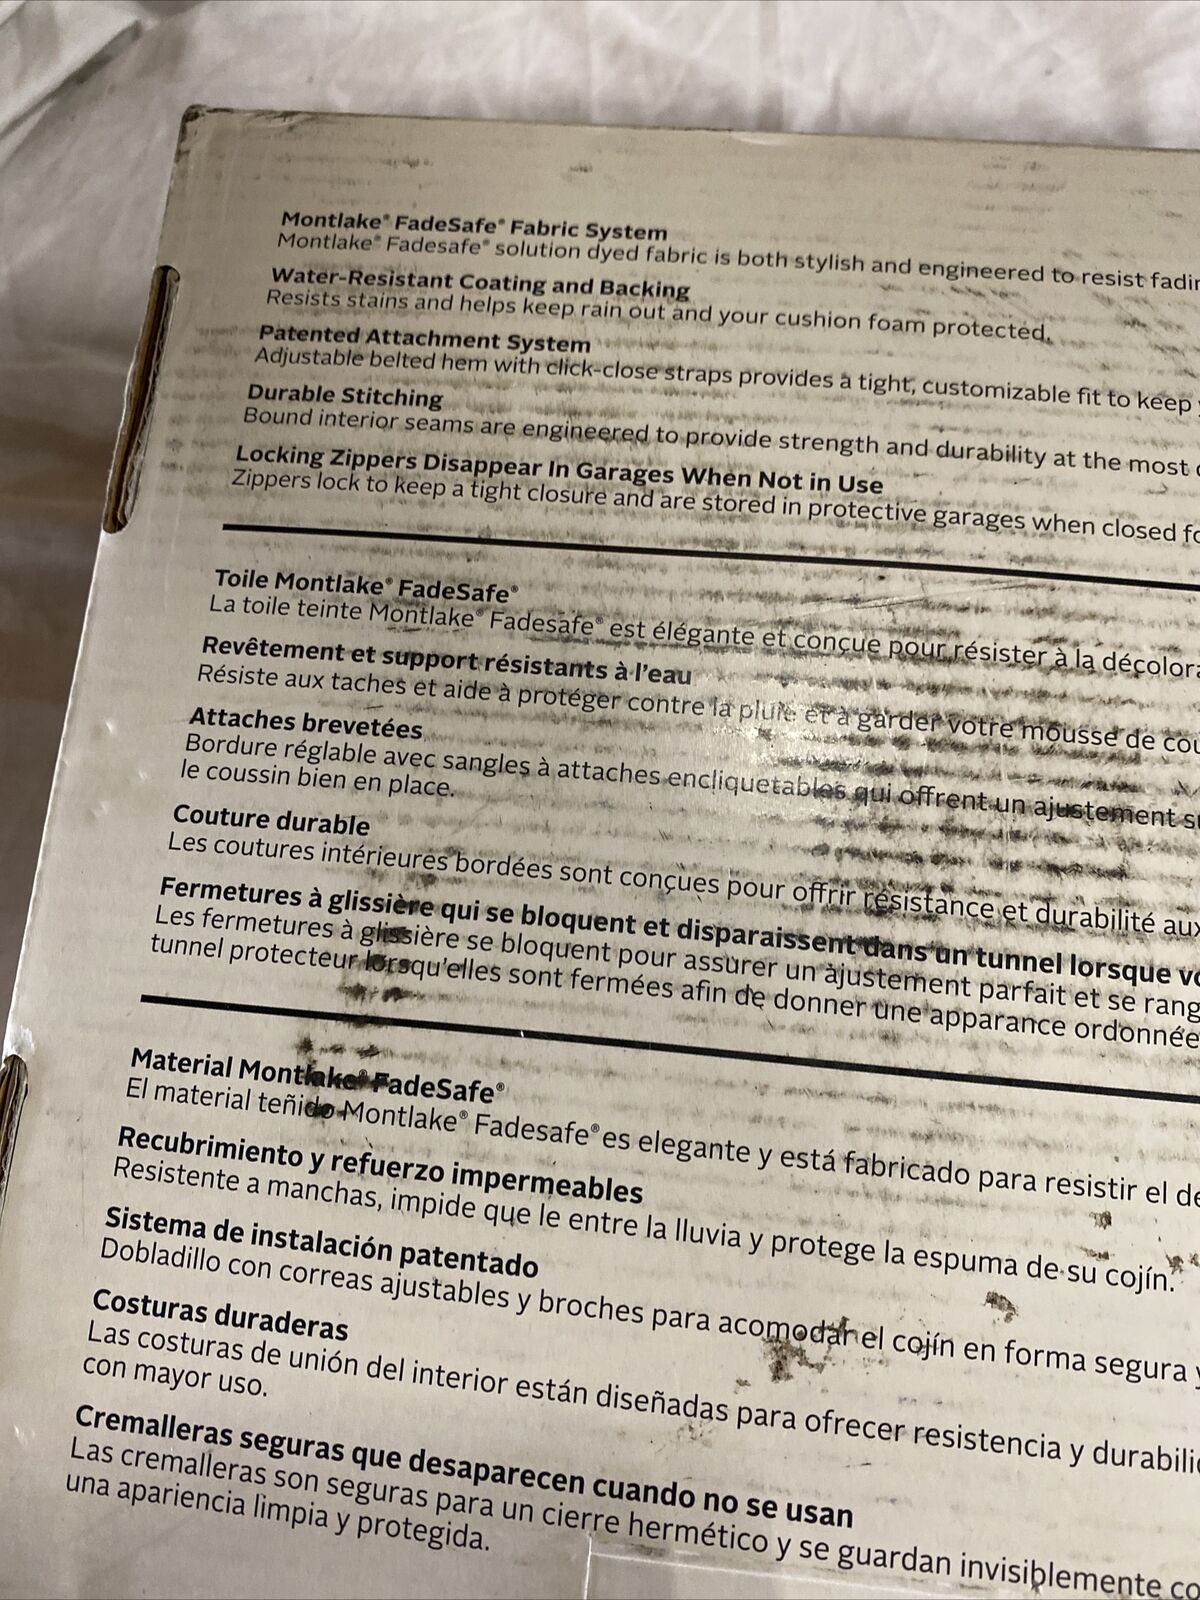 Montlake® FadeSafe® Fabric System
Montlake® Fadesafe® solution dyed fabric is both stylish and engineered to resist
Water-Resistant Coating and Backing
Resists stains and helps keep rain out and your cushion foam protected.
Patented Attachment System
Adjustable belted hem with click-close straps provides a tight, customizable fit to keep
Durable Stitching
Bound interior seams are engineered to provide strength and durability at the most
Locking Zippers Disappear In Garages When Not in Use
Zippers lock to keep a tight closure and are stored in protective garages when closed
Toile Montlake® FadeSafe®
La toile teinte Montlake® Fadesafe® est élégante et conçue pour résister à la
Revêtement et support résistants à l'eau
Résiste aux taches et aide à protéger contre la pluie et à garder votre mousse de
Attaches brevetées
Bordure réglable avec sangles à attaches encliquetables qui offrent un ajustement
le coussin bien en place.
Couture durable
Les coutures intérieures bordées sont conçues pour offrir résistance et durabilité aux
Fermetures à glissière qui se bloquent et disparaissent dans un tunnel lorsque
Les fermetures à glissière se bloquent pour assurer un ajustement parfait et se
tunnel protecteur lorsqu'elles sont fermées afin de donner une apparance ordonnée
Material Montlake® FadeSafe®
El material teñido Montlake® Fadesafe® es elegante y está fabricado para resistir el
Recubrimiento y refuerzo impermeables
Resistente a manchas, impide que le entre la lluvia y protege la espuma de su cojín.
Sistema de instalación patentado
Dobladillo con correas ajustables y broches para acomodar el cojín en forma segura y
Costuras duraderas
Las costuras de unión del interior están diseñadas para ofrecer resistencia y
con mayor uso.
Cremalleras seguras que desaparecen cuando no se usan
Las cremalleras son seguras para un cierre hermético y se guardan invisiblemente
una apariencia limpia y protegida.